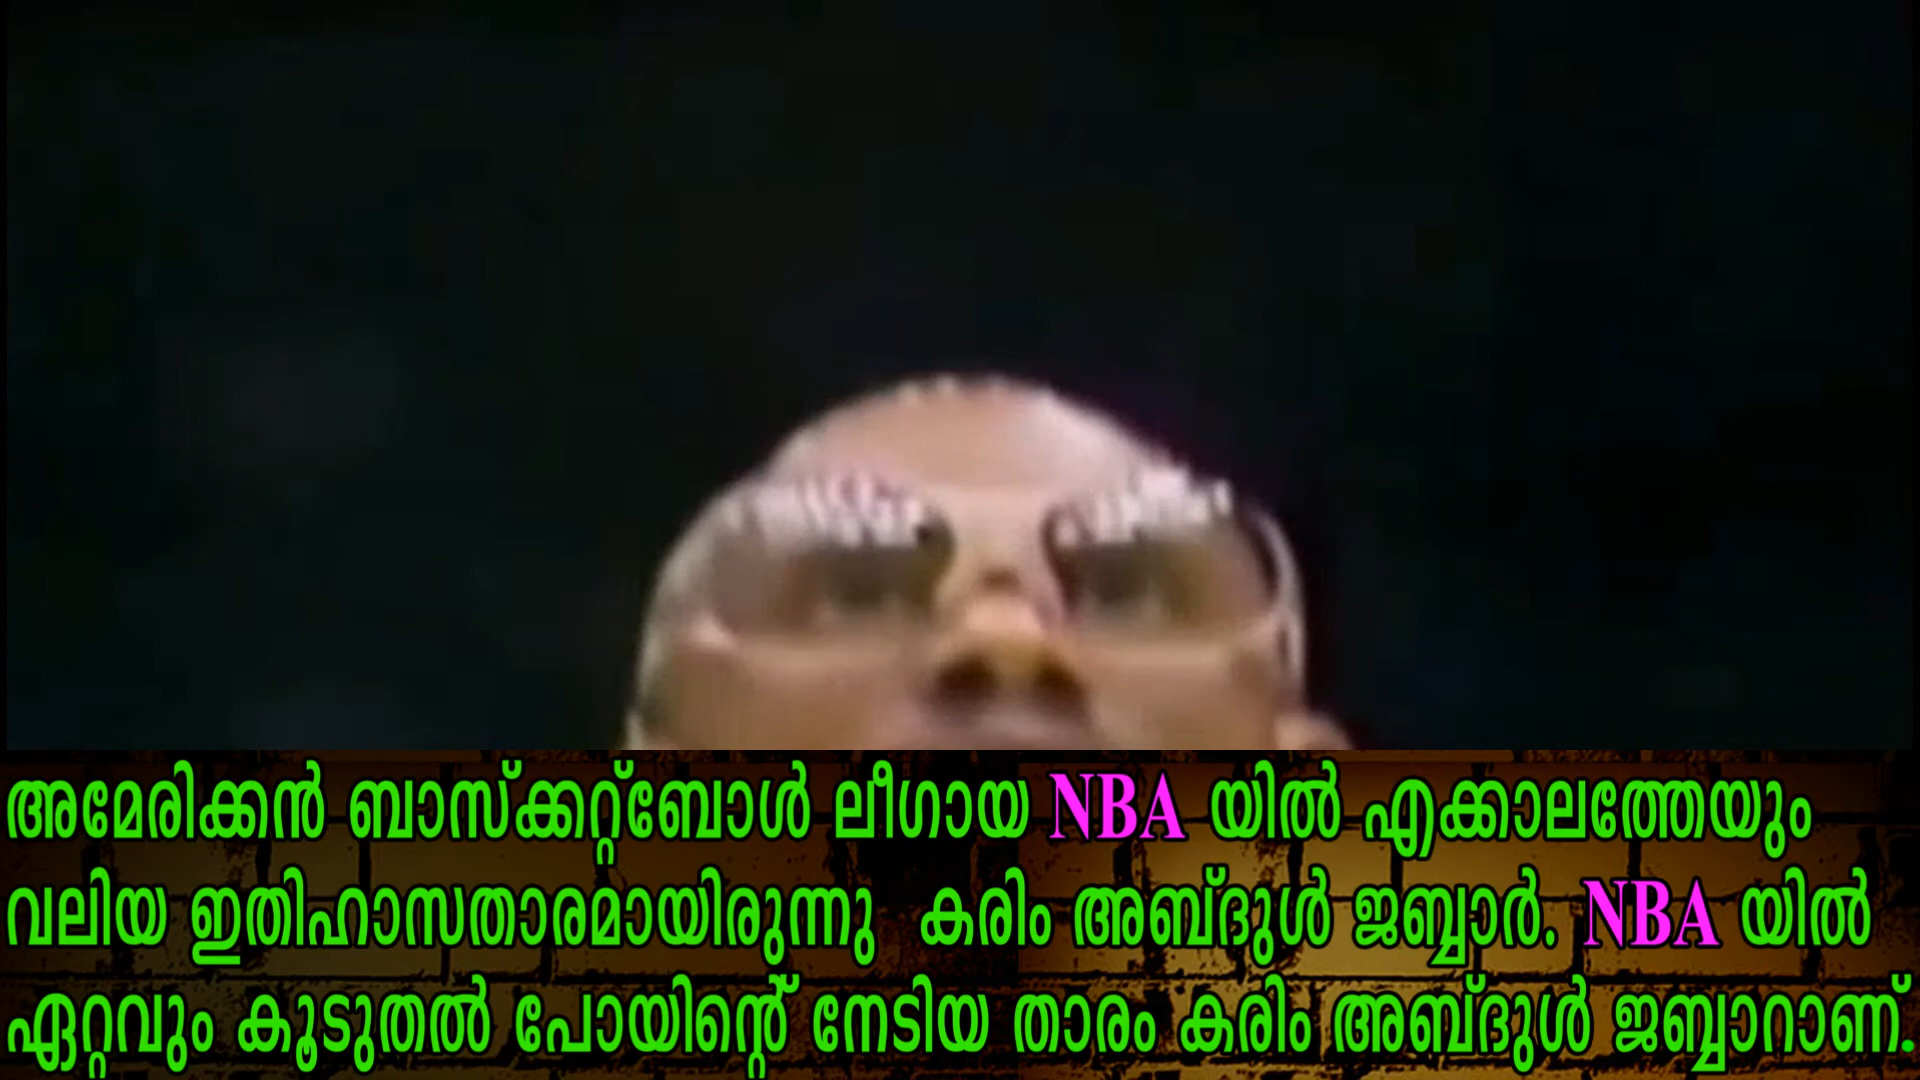 അമേരിക്കൻ ബാസ്ക്കറ്റ്ബോൾ ലീഗായ NBA യിൽ എക്കാലത്തേയും
വലിയ ഇതിഹാസതാരമായിരുന്നു കരിം അബ്ദുൾ ജബ്ബാർ. NBA യിൽ
ഏറ്റവും കൂടുതൽ പോയിന്റ് നേടിയ താരം കരിം അബ്ദുൾ ജബ്ബാറാണ്.